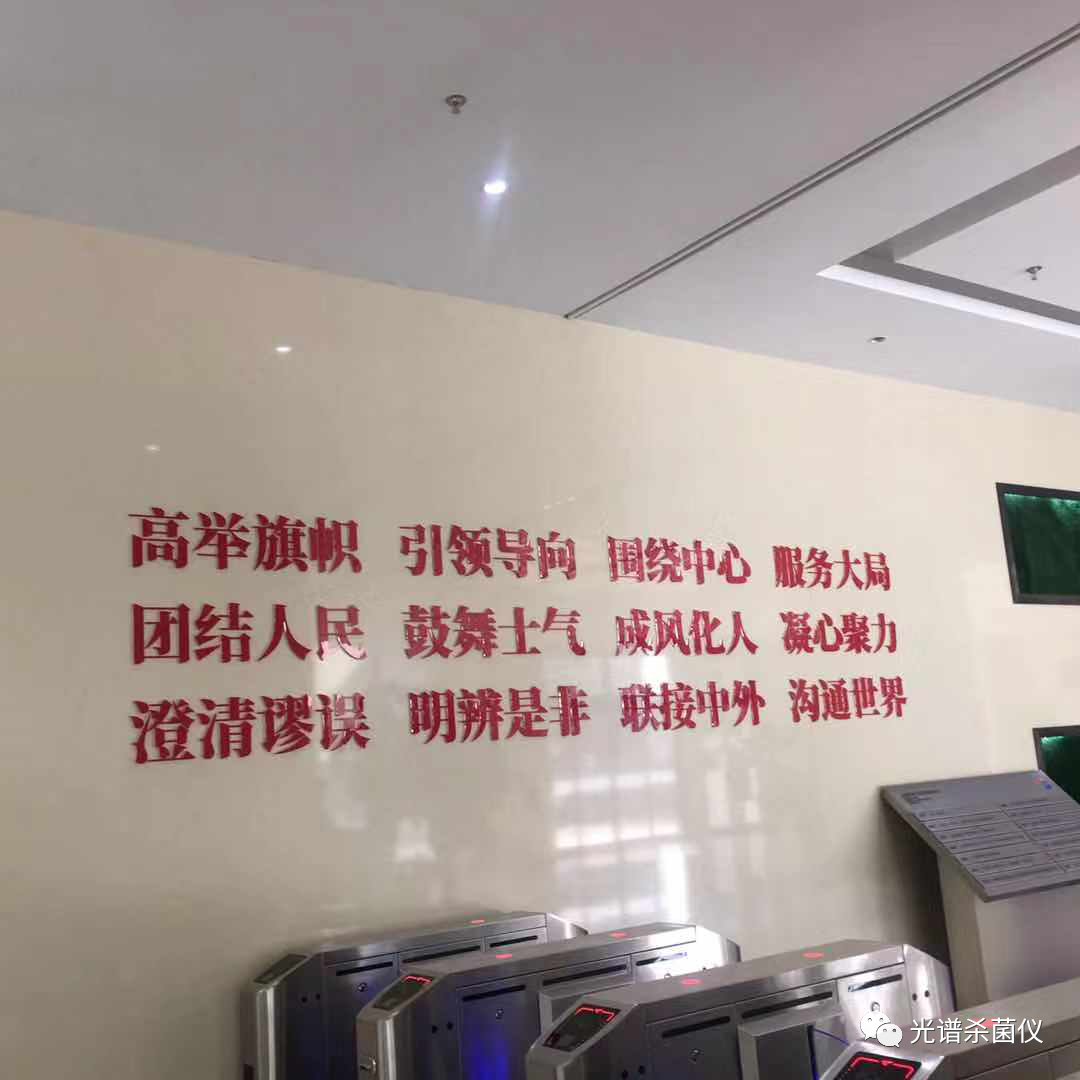 高举旗帜 引领导向 围绕中心 服务大局
团结人民 鼓舞士气 成风化人 凝心聚力
澄清谬误 明辨是非 联接中外 沟通世界
光谱杀菌仪